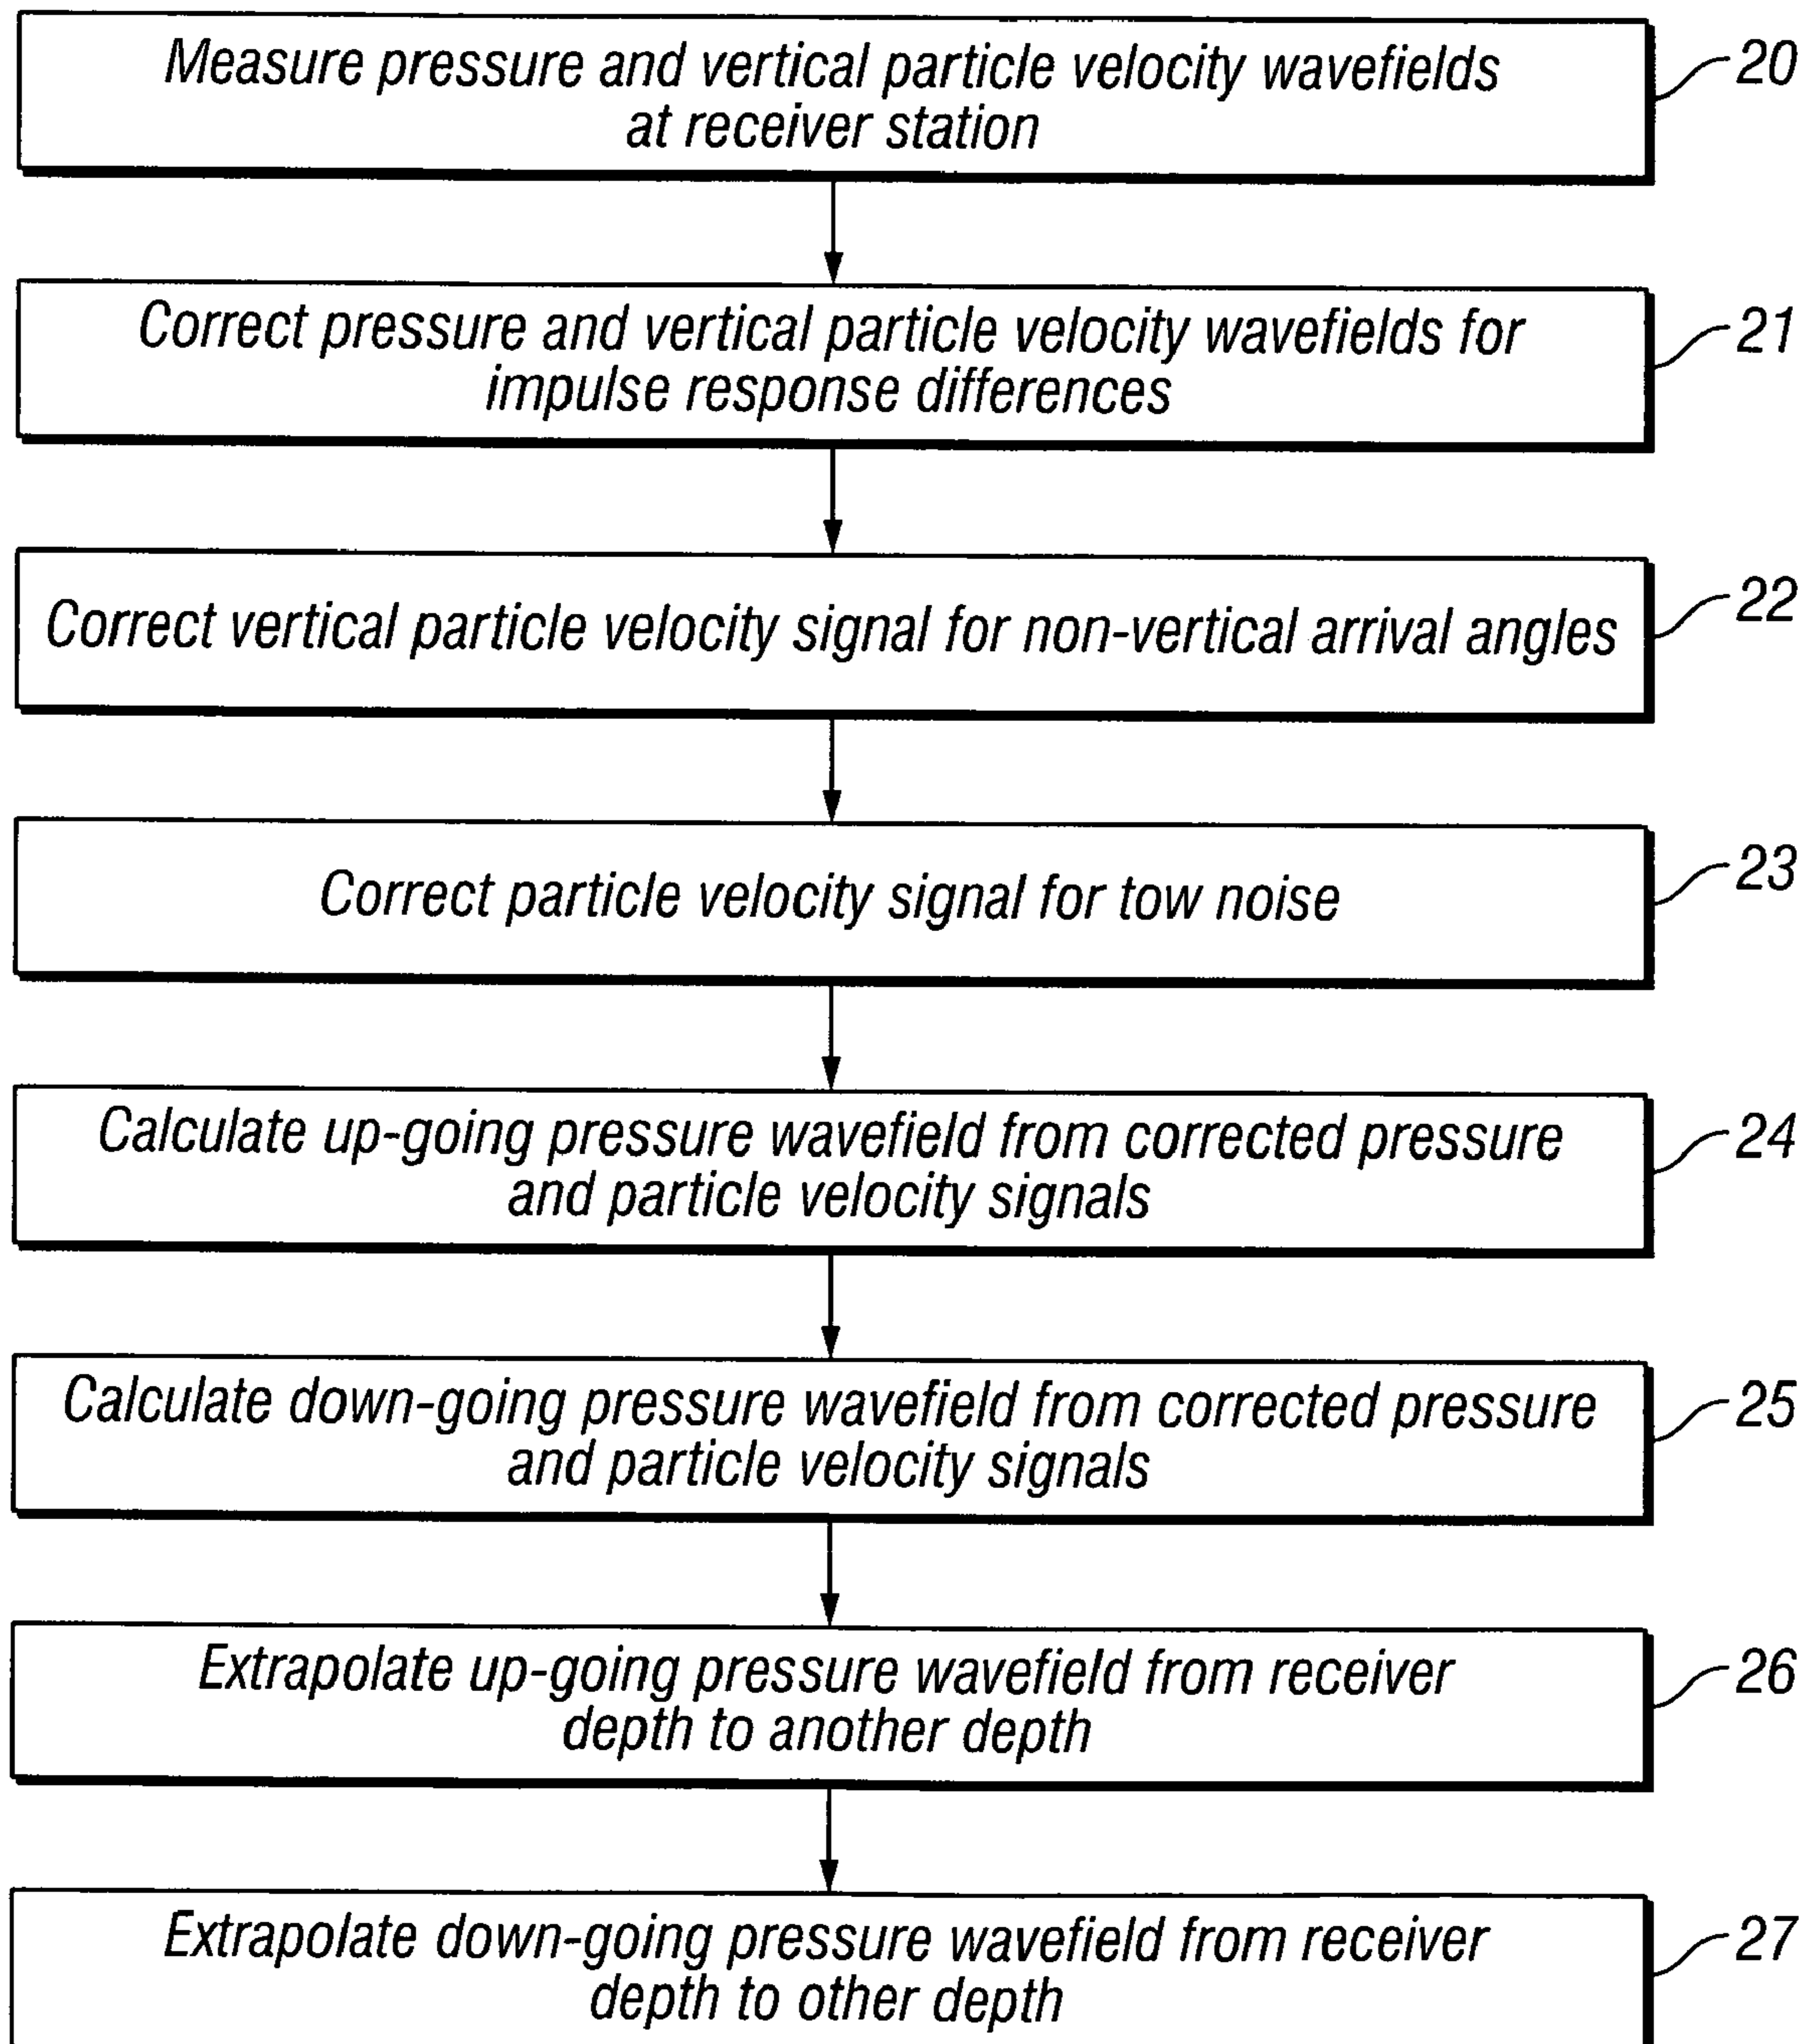 Measure pressure and vertical particle velocity wavefields
at receiver station
20
Correct pressure and vertical particle velocity wavefields for
impulse response differences
21
Correct vertical particle velocity signal for non-vertical arrival angles
22
Correct particle velocity signal for tow noise
23
Calculate up-going pressure wavefield from corrected pressure
and particle velocity signals
24
Calculate down-going pressure wavefield from corrected pressure
and particle velocity signals
25
Extrapolate up-going pressure wavefield from receiver
depth to another depth
26
Extrapolate down-going pressure wavefield from receiver
depth to other depth
27